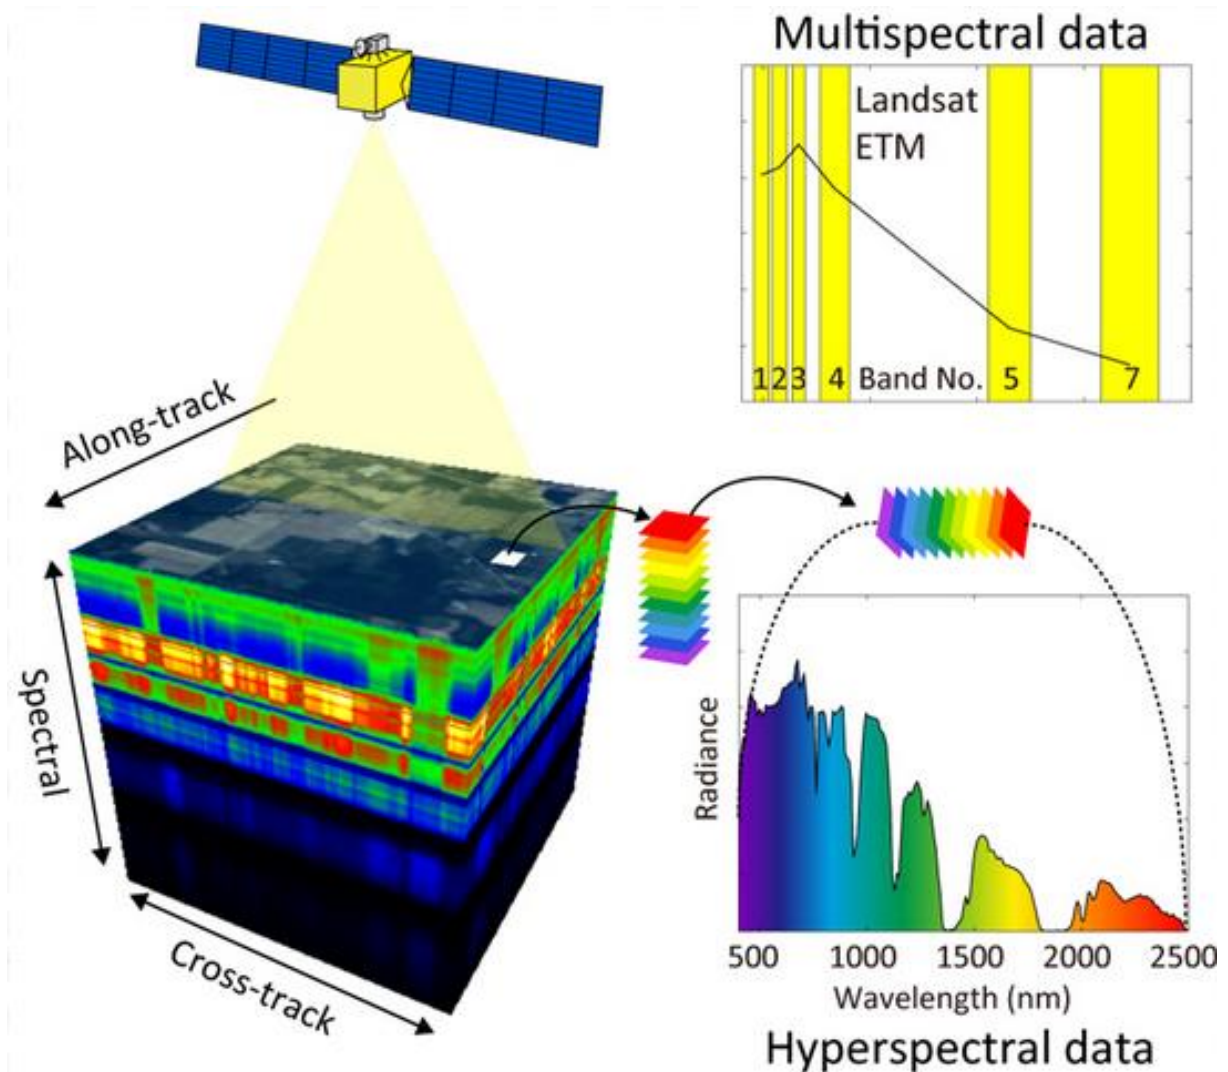 Multispectral data
Landsat
ETM
1 2 3 4 Band No. 5 7
Along-track
Spectral
Cross-track
Radiance
500 1000 1500 2000 2500
Wavelength (nm)
Hyperspectral data